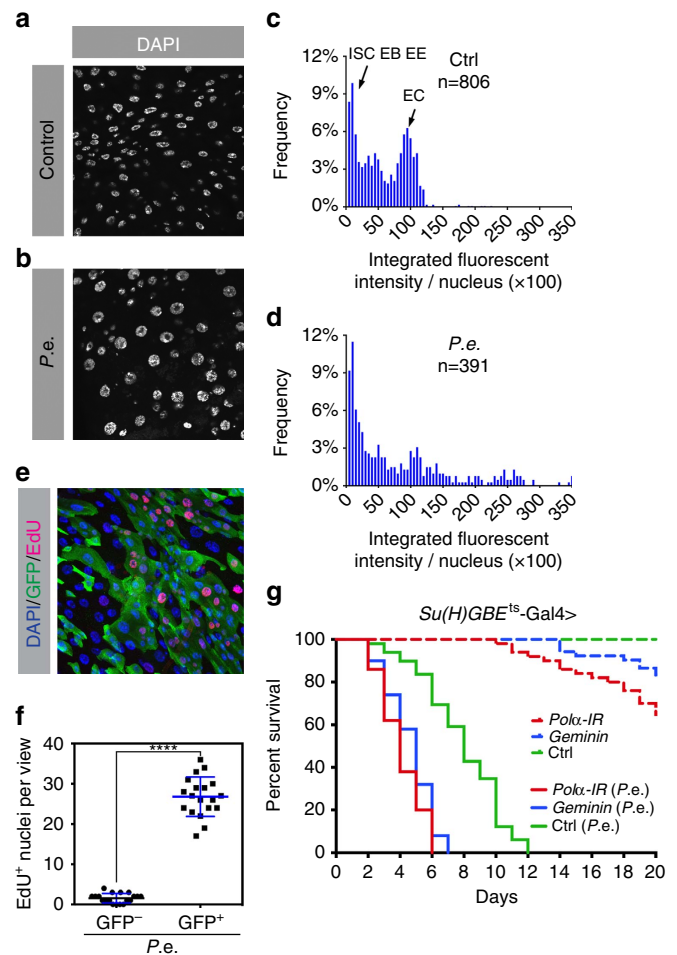 a
DAPI
Control
b
P.e.
c
12%
9%
6%
3%
0%
Frequency
ISC EB EE
EC
Ctrl
n=806
0 50 100 150 200 250 300 350
Integrated fluorescent
intensity / nucleus (×100)
d
12%
9%
6%
3%
0%
Frequency
P.e.
n=391
0 50 100 150 200 250 300 350
Integrated fluorescent
intensity / nucleus (×100)
e
DAPI/GFP/EdU
f
EdU+ nuclei per view
40
30
20
10
0
****
GFP− GFP+
P.e.
g
Su(H)GBEts-Gal4>
Percent survival
100
80
60
40
20
0
Polα-IR
Geminin
Ctrl
Polα-IR (P.e.)
Geminin (P.e.)
Ctrl (P.e.)
0 2 4 6 8 10 12 14 16 18 20
Days